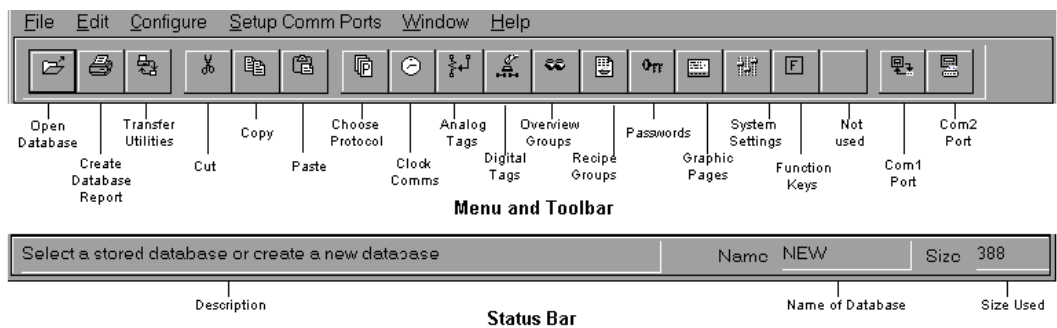 File Edit Configure Setup Comm Ports Window Help
Open Database
Create Database Report
Transfer Utilities
Cut
Copy
Paste
Choose Protocol
Clock Comms
Analog Tags
Digital Tags
Overview Groups
Recipe Groups
Passwords
Graphic Pages
System Settings
F
Function Keys
Not used
Com1 Port
Com2 Port
Menu and Toolbar
Select a stored database or create a new database Name NEW Size 388
Description Name of Database Size Used
Status Bar